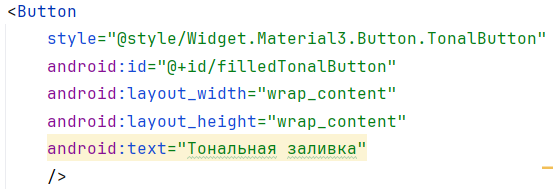 <Button
style="@style/Widget.Material3.Button.TonalButton"
android:id="@+id/filledTonalButton"
android:layout_width="wrap_content"
android:layout_height="wrap_content"
android:text="Тональная заливка"
/>